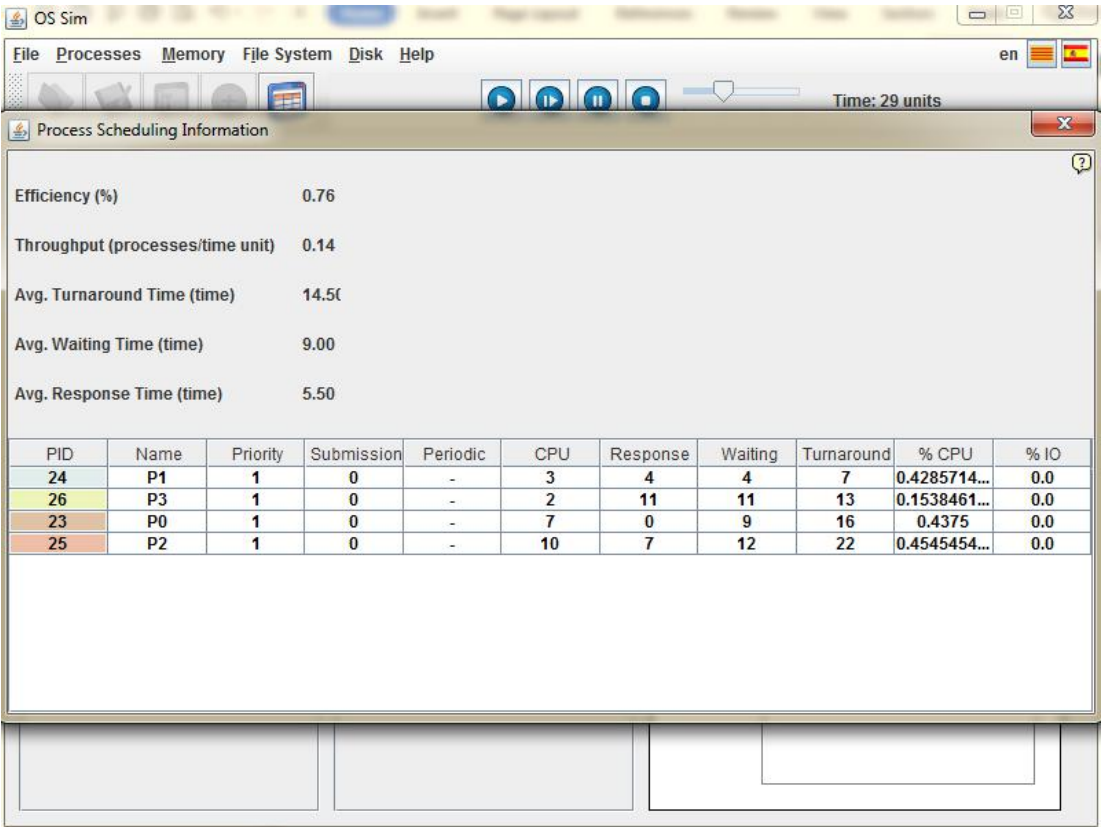 OS Sim
File Processes Memory File System Disk Help en
Time: 29 units
Process Scheduling Information
Efficiency (%) 0.76
Throughput (processes/time unit) 0.14
Avg. Turnaround Time (time) 14.50
Avg. Waiting Time (time) 9.00
Avg. Response Time (time) 5.50
PID Name Priority Submission Periodic CPU Response Waiting Turnaround % CPU % IO
24 P1 1 0 - 3 4 4 7 0.4285714... 0.0
26 P3 1 0 - 2 11 11 13 0.1538461... 0.0
23 P0 1 0 - 7 0 9 16 0.4375 0.0
25 P2 1 0 - 10 7 12 22 0.4545454... 0.0